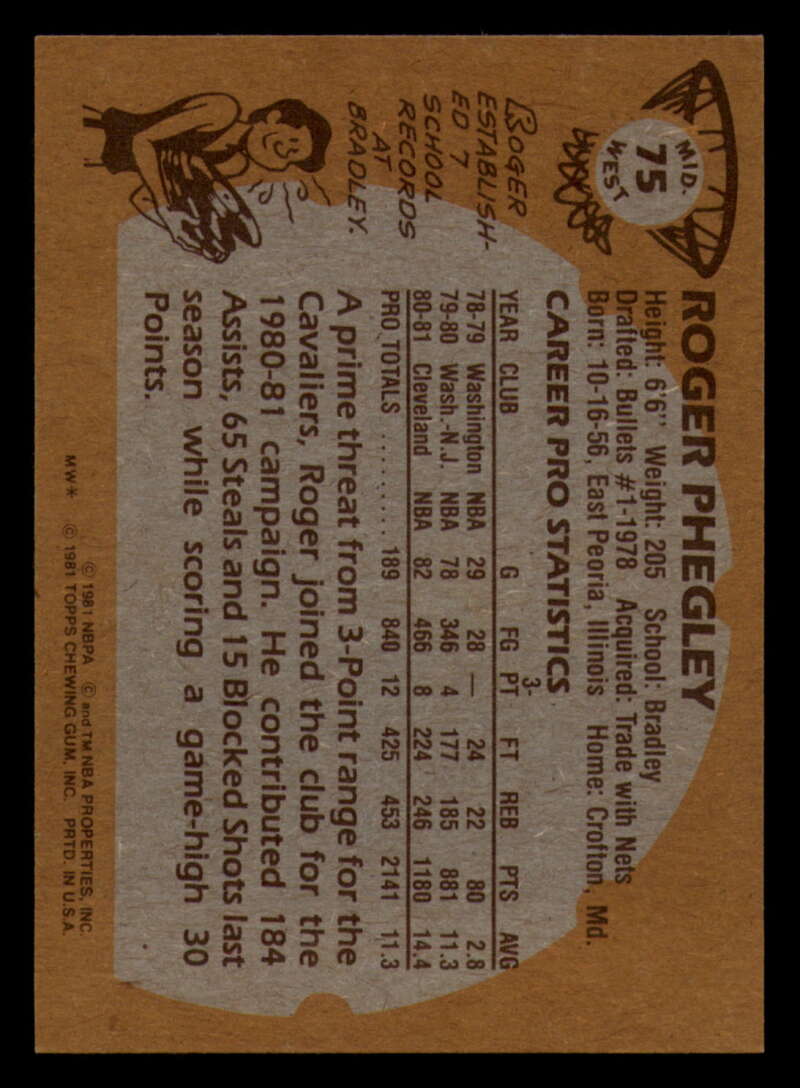 MID-
75
WEST
ROGER PHEGLEY
Height: 6'6" Weight: 205 School: Bradley
Drafted: Bullets #1-1978 Acquired: Trade with Nets
Born: 10-16-56, East Peoria, Illinois Home: Crofton, Md.
CAREER PRO STATISTICS
YEAR CLUB G FG 3-PT FT REB PTS AVG
78-79 Washington NBA 29 28 — 24 22 80 2.8
79-80 Wash.-N.J. NBA 78 346 4 177 185 881 11.3
80-81 Cleveland NBA 82 466 8 224 246 1180 14.4
PRO TOTALS .......... 189 840 12 425 453 2141 11.3
A prime threat from 3-Point range for the
Cavaliers, Roger joined the club for the
1980-81 campaign. He contributed 184
Assists, 65 Steals and 15 Blocked Shots last
season while scoring a game-high 30
Points.
ROGER
ESTABLISH-
ED 7
SCHOOL
RECORDS
AT
BRADLEY.
© 1981 NBPA © and TM NBA PROPERTIES, INC.
MW* © 1981 TOPPS CHEWING GUM, INC. PRTD. IN U.S.A.